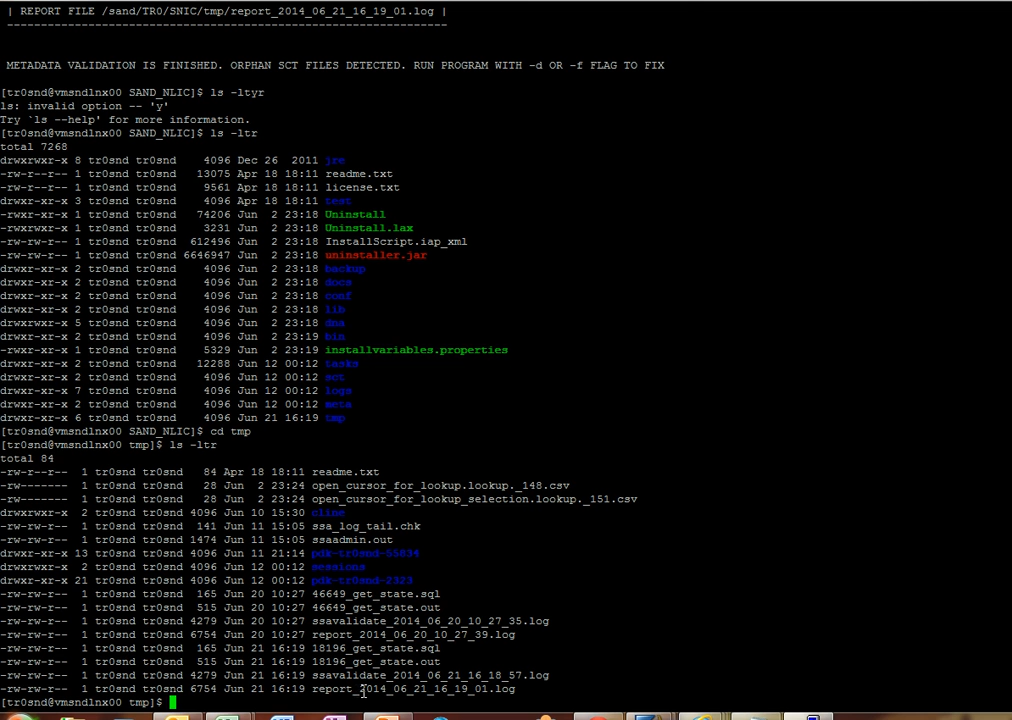 | REPORT FILE /sand/TR0/SNIC/tmp/report_2014_06_21_16_19_01.log |
---------------------------------------------------------------
METADATA VALIDATION IS FINISHED. ORPHAN SCT FILES DETECTED. RUN PROGRAM WITH -d OR -f FLAG TO FIX
[tr0snd@vmsndlnx00 SAND_NLIC]$ ls -ltyr
ls: invalid option -- 'y'
Try `ls --help' for more information.
[tr0snd@vmsndlnx00 SAND_NLIC]$ ls -ltr
total 7268
drwxrwxr-x 8 tr0snd tr0snd    4096 Dec 26  2011 jre
-rw-r--r-- 1 tr0snd tr0snd   13075 Apr 18 18:11 readme.txt
-rw-r--r-- 1 tr0snd tr0snd    9561 Apr 18 18:11 license.txt
drwxrwxr-x 3 tr0snd tr0snd    4096 Apr 18 18:11 test
-rwxrwxr-x 1 tr0snd tr0snd   74206 Jun  2 23:18 Uninstall
-rwxrwxr-x 1 tr0snd tr0snd    3231 Jun  2 23:18 Uninstall.lax
-rw-rw-r-- 1 tr0snd tr0snd  612496 Jun  2 23:18 InstallScript.iap_xml
-rw-rw-r-- 1 tr0snd tr0snd 6646947 Jun  2 23:18 uninstaller.jar
drwxr-xr-x 2 tr0snd tr0snd    4096 Jun  2 23:18 backup
drwxr-xr-x 2 tr0snd tr0snd    4096 Jun  2 23:18 docs
drwxr-xr-x 2 tr0snd tr0snd    4096 Jun  2 23:18 conf
drwxr-xr-x 2 tr0snd tr0snd    4096 Jun  2 23:18 lib
drwxrwxr-x 5 tr0snd tr0snd    4096 Jun  2 23:18 dna
drwxr-xr-x 2 tr0snd tr0snd    4096 Jun  2 23:19 bin
-rwxr-xr-x 1 tr0snd tr0snd    5329 Jun  2 23:19 installvariables.properties
drwxr-xr-x 2 tr0snd tr0snd   12288 Jun 12 00:12 tasks
drwxr-xr-x 2 tr0snd tr0snd    4096 Jun 12 00:12 sct
drwxr-xr-x 7 tr0snd tr0snd    4096 Jun 12 00:12 logs
drwxr-xr-x 2 tr0snd tr0snd    4096 Jun 12 00:12 meta
drwxr-xr-x 6 tr0snd tr0snd    4096 Jun 21 16:19 tmp
[tr0snd@vmsndlnx00 SAND_NLIC]$ cd tmp
[tr0snd@vmsndlnx00 tmp]$ ls -ltr
total 84
-rw-r--r--  1 tr0snd tr0snd   84 Apr 18 18:11 readme.txt
-rw-------  1 tr0snd tr0snd   28 Jun  2 23:24 open_cursor_for_lookup.lookup._148.csv
-rw-------  1 tr0snd tr0snd   28 Jun  2 23:24 open_cursor_for_lookup_selection.lookup._151.csv
drwxrwxr-x  2 tr0snd tr0snd 4096 Jun 10 15:30 cline
-rw-rw-r--  1 tr0snd tr0snd  141 Jun 11 15:05 ssa_log_tail.chk
-rw-rw-r--  1 tr0snd tr0snd 1474 Jun 11 15:05 ssaadmin.out
drwxr-xr-x 13 tr0snd tr0snd 4096 Jun 11 21:14 pdk-tr0snd-55834
drwxrwxr-x  2 tr0snd tr0snd 4096 Jun 12 00:12 sessions
drwxr-xr-x 21 tr0snd tr0snd 4096 Jun 12 00:12 pdk-tr0snd-2323
-rw-rw-r--  1 tr0snd tr0snd  165 Jun 20 10:27 46649_get_state.sql
-rw-rw-r--  1 tr0snd tr0snd  515 Jun 20 10:27 46649_get_state.out
-rw-rw-r--  1 tr0snd tr0snd 4279 Jun 20 10:27 ssavalidate_2014_06_20_10_27_35.log
-rw-rw-r--  1 tr0snd tr0snd 6754 Jun 20 10:27 report_2014_06_20_10_27_39.log
-rw-rw-r--  1 tr0snd tr0snd  165 Jun 21 16:19 18196_get_state.sql
-rw-rw-r--  1 tr0snd tr0snd  515 Jun 21 16:19 18196_get_state.out
-rw-rw-r--  1 tr0snd tr0snd 4279 Jun 21 16:19 ssavalidate_2014_06_21_16_18_57.log
-rw-rw-r--  1 tr0snd tr0snd 6754 Jun 21 16:19 report_2014_06_21_16_19_01.log
[tr0snd@vmsndlnx00 tmp]$